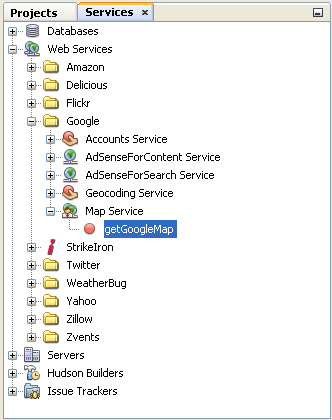 Projects Services ×
Databases
Web Services
Amazon
Delicious
Flickr
Google
Accounts Service
AdSenseForContent Service
AdSenseForSearch Service
Geocoding Service
Map Service
getGoogleMap
StrikeIron
Twitter
WeatherBug
Yahoo
Zillow
Zvents
Servers
Hudson Builders
Issue Trackers